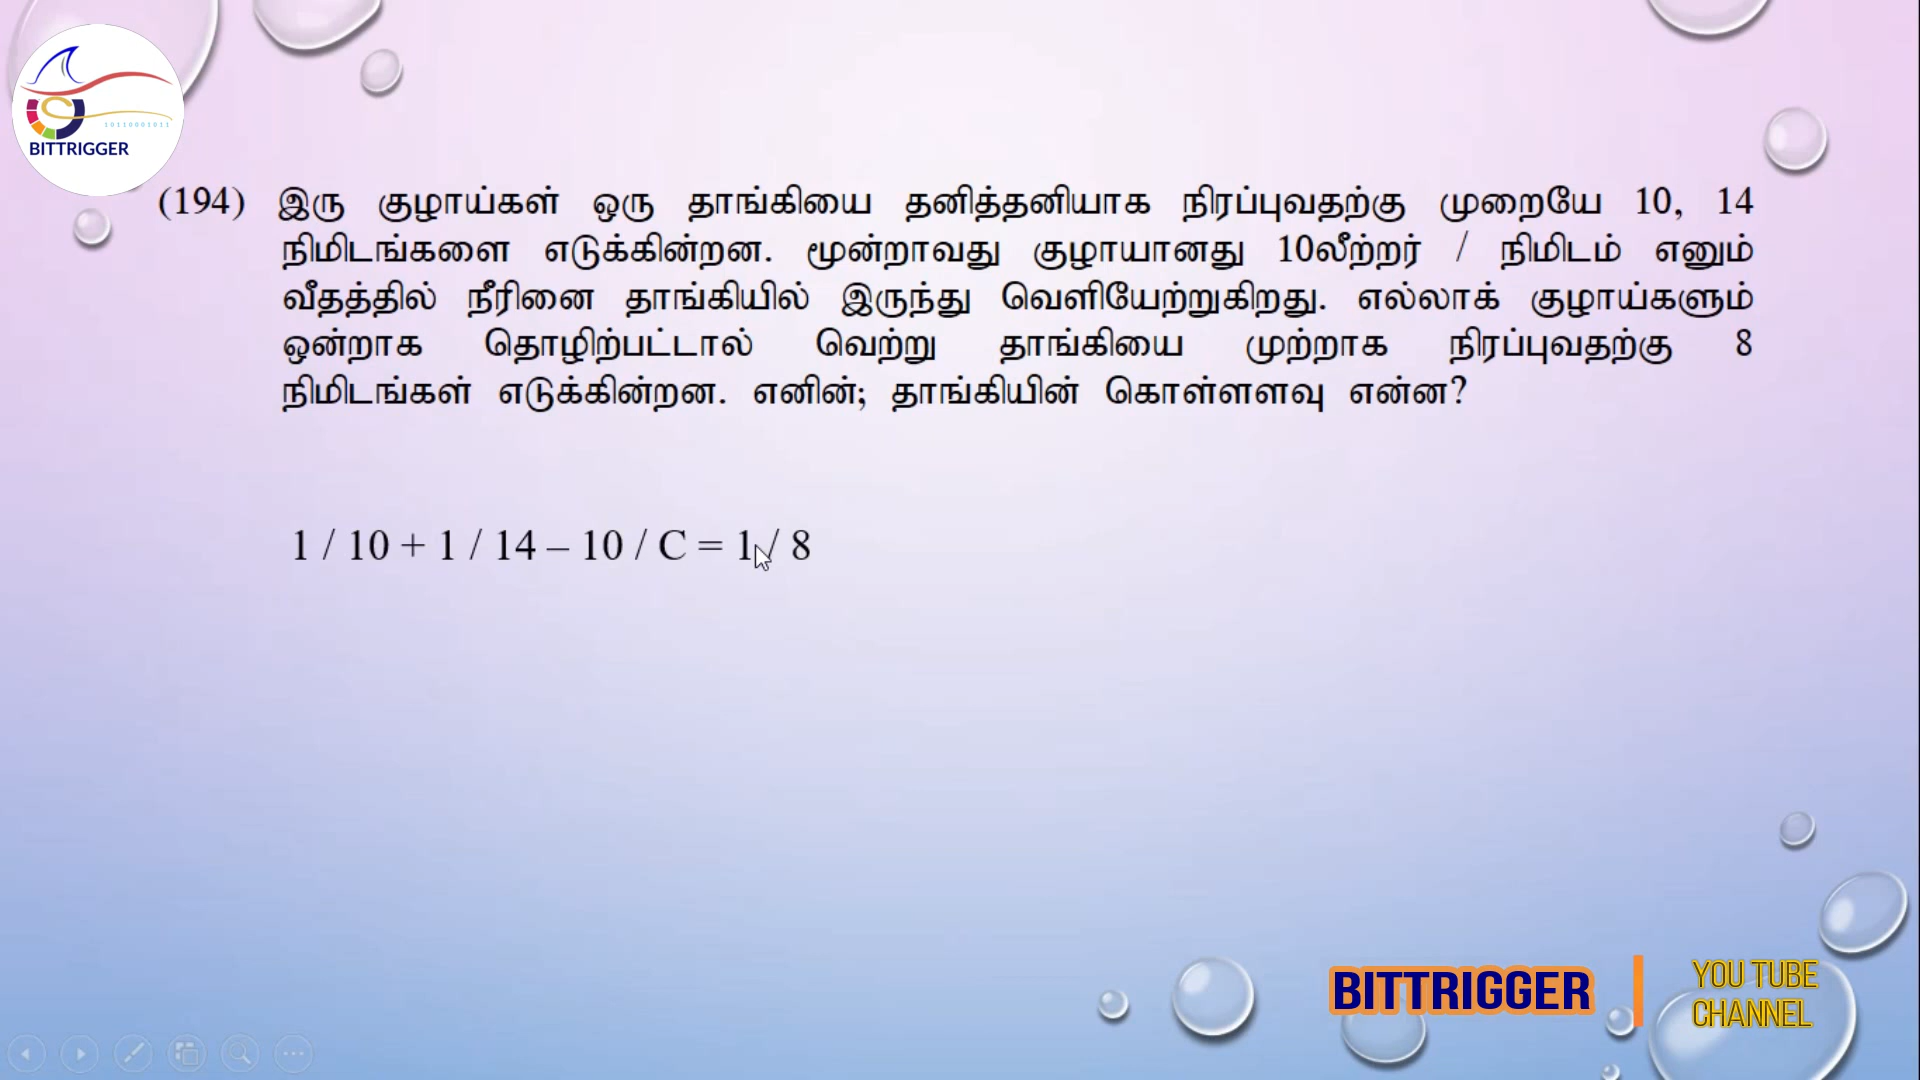 BITTRIGGER
(194) இரு குழாய்கள் ஒரு தாங்கியை தனித்தனியாக நிரப்புவதற்கு முறையே 10, 14
நிமிடங்களை எடுக்கின்றன. மூன்றாவது குழாயானது 10லீற்றர் / நிமிடம் எனும்
வீதத்தில் நீரினை தாங்கியில் இருந்து வெளியேற்றுகிறது. எல்லாக் குழாய்களும்
ஒன்றாக தொழிற்பட்டால் வெற்று தாங்கியை முற்றாக நிரப்புவதற்கு 8
நிமிடங்கள் எடுக்கின்றன. எனின்; தாங்கியின் கொள்ளளவு என்ன?
1 / 10 + 1 / 14 – 10 / C = 1 / 8
BITTRIGGER
YOU TUBE
CHANNEL